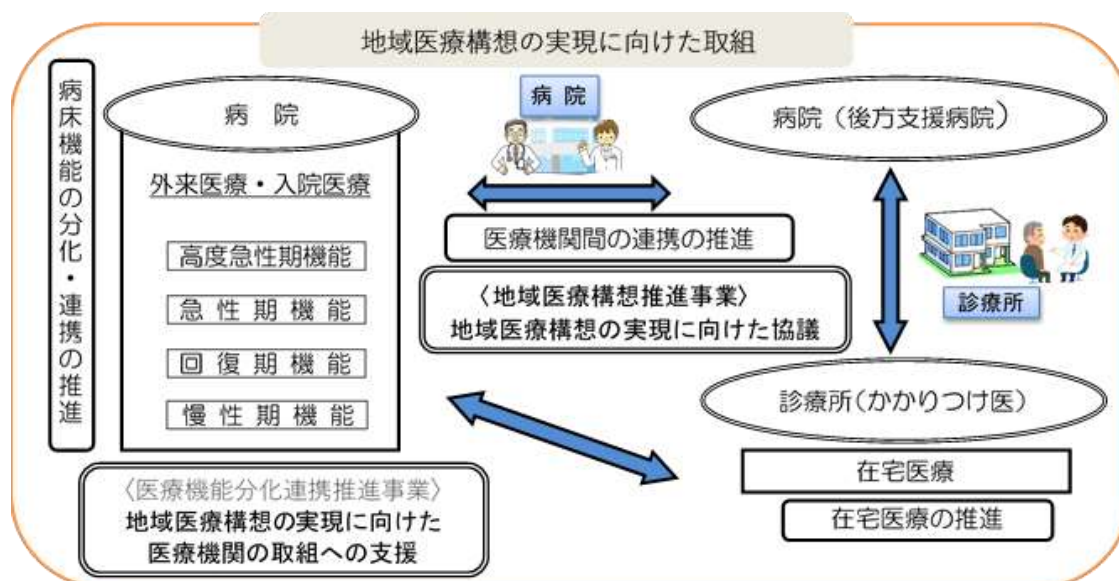 地域医療構想の実現に向けた取組
病床機能の分化・連携の推進
病 院
外来医療・入院医療
高度急性期機能
急性期機能
回復期機能
慢性期機能
〈医療機能分化連携推進事業〉
地域医療構想の実現に向けた
医療機関の取組への支援
病 院
医療機関間の連携の推進
〈地域医療構想推進事業〉
地域医療構想の実現に向けた協議
病院（後方支援病院）
診療所
診療所（かかりつけ医）
在宅医療
在宅医療の推進